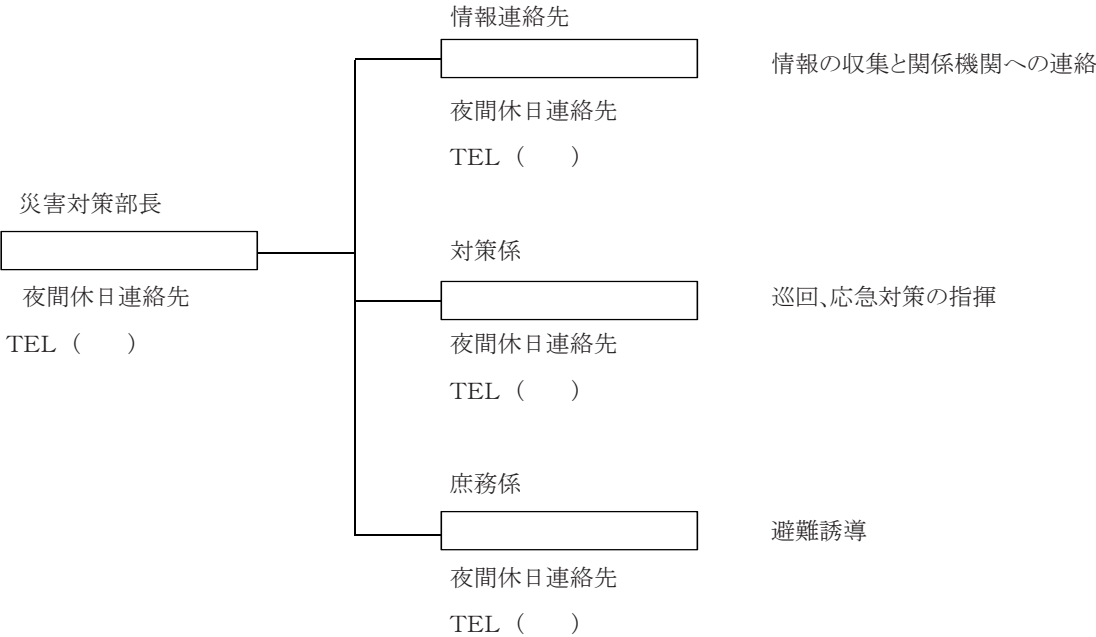 情報連絡先
情報の収集と関係機関への連絡
夜間休日連絡先
TEL（　　）
災害対策部長
夜間休日連絡先
TEL（　　）
対策係
巡回、応急対策の指揮
夜間休日連絡先
TEL（　　）
庶務係
避難誘導
夜間休日連絡先
TEL（　　）